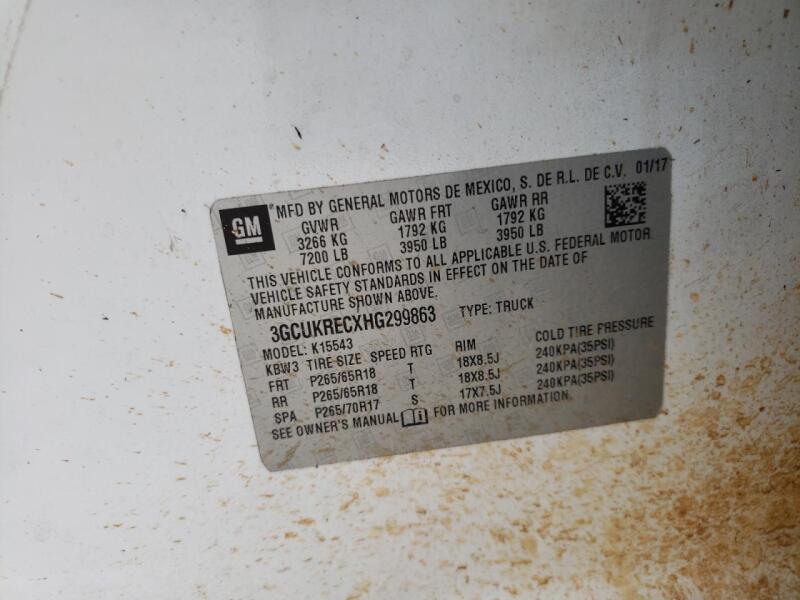 GM
MFD BY GENERAL MOTORS DE MEXICO, S. DE R.L. DE C.V. 01/17
GVWR GAWR FRT GAWR RR
3266 KG 1792 KG 1792 KG
7200 LB 3950 LB 3950 LB
THIS VEHICLE CONFORMS TO ALL APPLICABLE U.S. FEDERAL MOTOR
VEHICLE SAFETY STANDARDS IN EFFECT ON THE DATE OF
MANUFACTURE SHOWN ABOVE.
3GCUKRECXHG299863 TYPE: TRUCK
MODEL: K15543
KBW3 TIRE SIZE SPEED RTG RIM COLD TIRE PRESSURE
FRT P265/65R18 T 18X8.5J 240KPA(35PSI)
RR P265/65R18 T 18X8.5J 240KPA(35PSI)
SPA P265/70R17 S 17X7.5J 240KPA(35PSI)
SEE OWNER'S MANUAL FOR MORE INFORMATION.